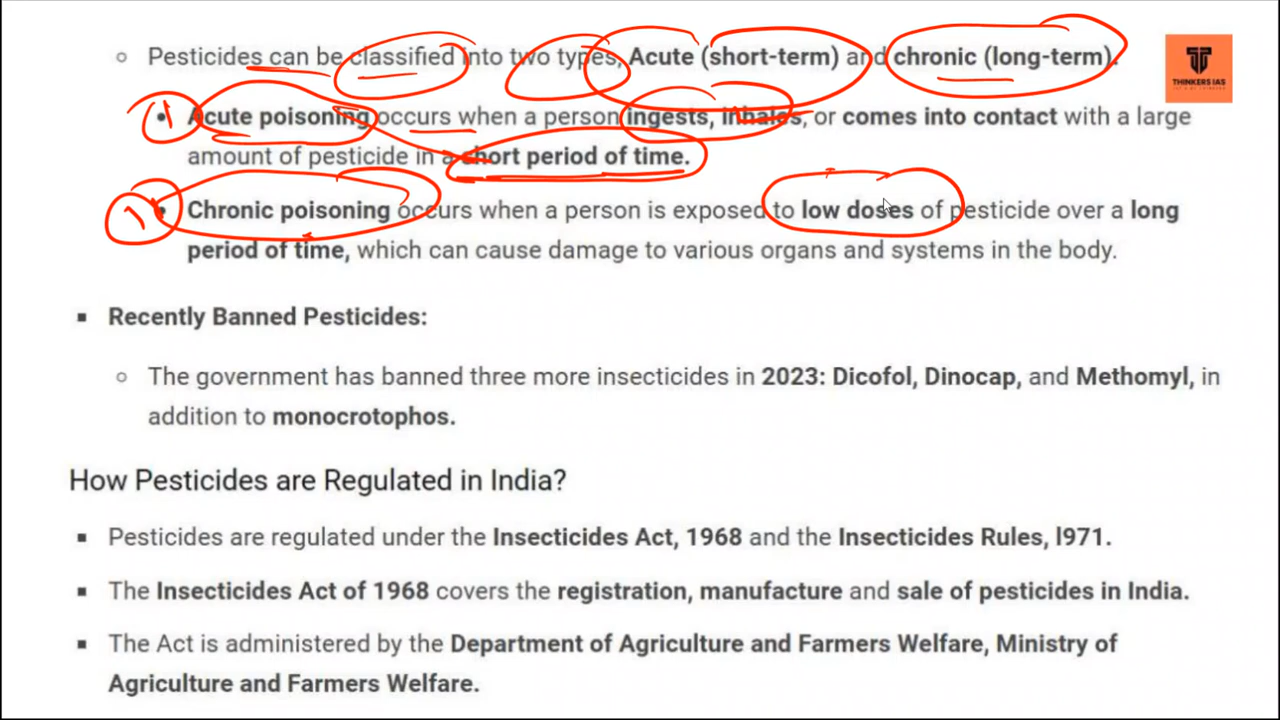 Pesticides can be classified into two types, Acute (short-term) and chronic (long-term).
THINKERS IAS
Acute poisoning occurs when a person ingests, inhales, or comes into contact with a large
amount of pesticide in a short period of time.
Chronic poisoning occurs when a person is exposed to low doses of pesticide over a long
period of time, which can cause damage to various organs and systems in the body.
Recently Banned Pesticides:
The government has banned three more insecticides in 2023: Dicofol, Dinocap, and Methomyl, in
addition to monocrotophos.
How Pesticides are Regulated in India?
Pesticides are regulated under the Insecticides Act, 1968 and the Insecticides Rules, l971.
The Insecticides Act of 1968 covers the registration, manufacture and sale of pesticides in India.
The Act is administered by the Department of Agriculture and Farmers Welfare, Ministry of
Agriculture and Farmers Welfare.